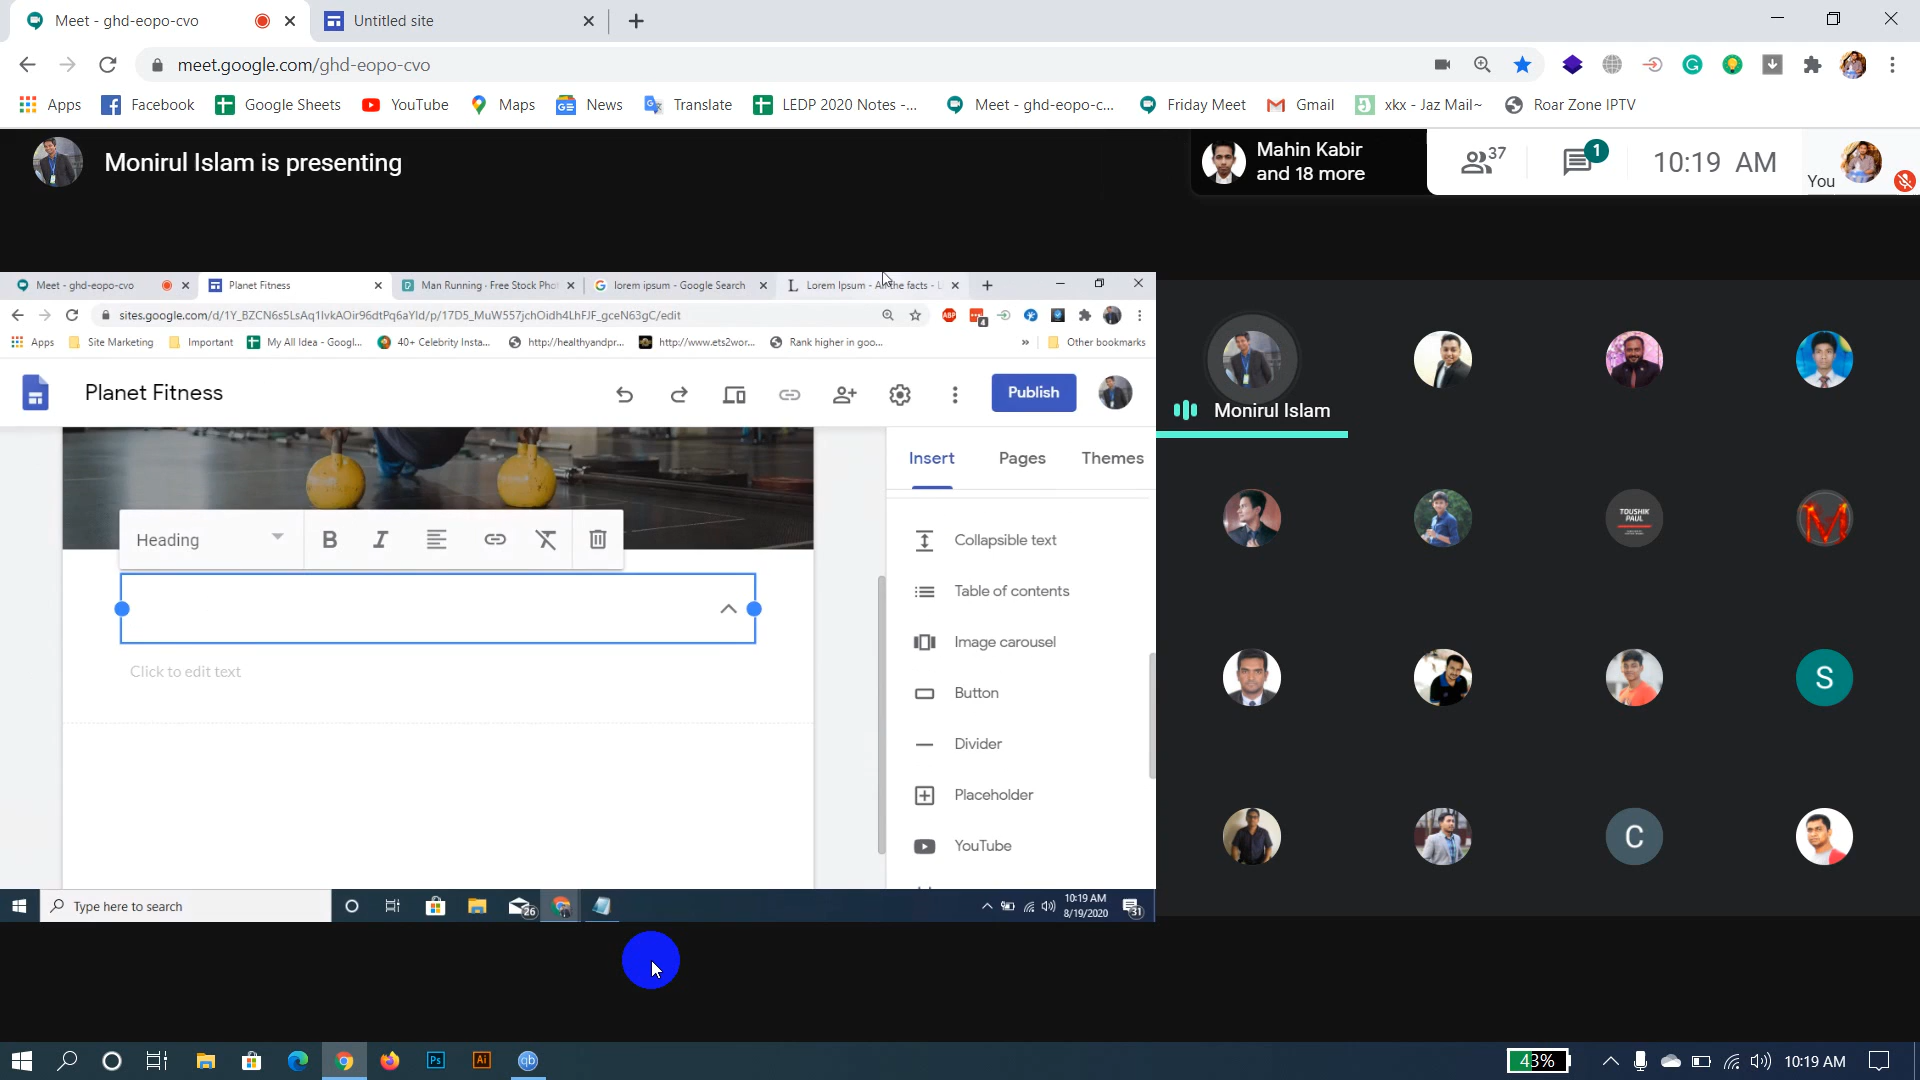 Meet - ghd-eopo-cvo
Untitled site
meet.google.com/ghd-eopo-cvo
Apps Facebook Google Sheets YouTube Maps News Translate LEDP 2020 Notes -... Meet - ghd-eopo-c... Friday Meet Gmail xkx - Jaz Mail~ Roar Zone IPTV
Monirul Islam is presenting
Mahin Kabir
and 18 more
37
1
10:19 AM
You
Meet - ghd-eopo-cvo Planet Fitness Man Running · Free Stock Pho lorem ipsum - Google Search Lorem Ipsum - All the facts - L
sites.google.com/d/1Y_BZCN6s5LsAq1lvkAOir96dtPq6aYld/p/17D5_MuW557jchOidh4LhFJF_gceN63gC/edit
ABP
4
Apps Site Marketing Important My All Idea - Googl... 40+ Celebrity Insta... http://healthyandpr... http://www.ets2wor... Rank higher in goo... » Other bookmarks
Planet Fitness
Publish
Insert Pages Themes
Heading
B I
Click to edit text
Collapsible text
Table of contents
Image carousel
Button
Divider
Placeholder
YouTube
Monirul Islam
TOUSHIK
PAUL
M
S
C
Type here to search
26
10:19 AM
8/19/2020
31
Ps
Ai
qb
43%
10:19 AM